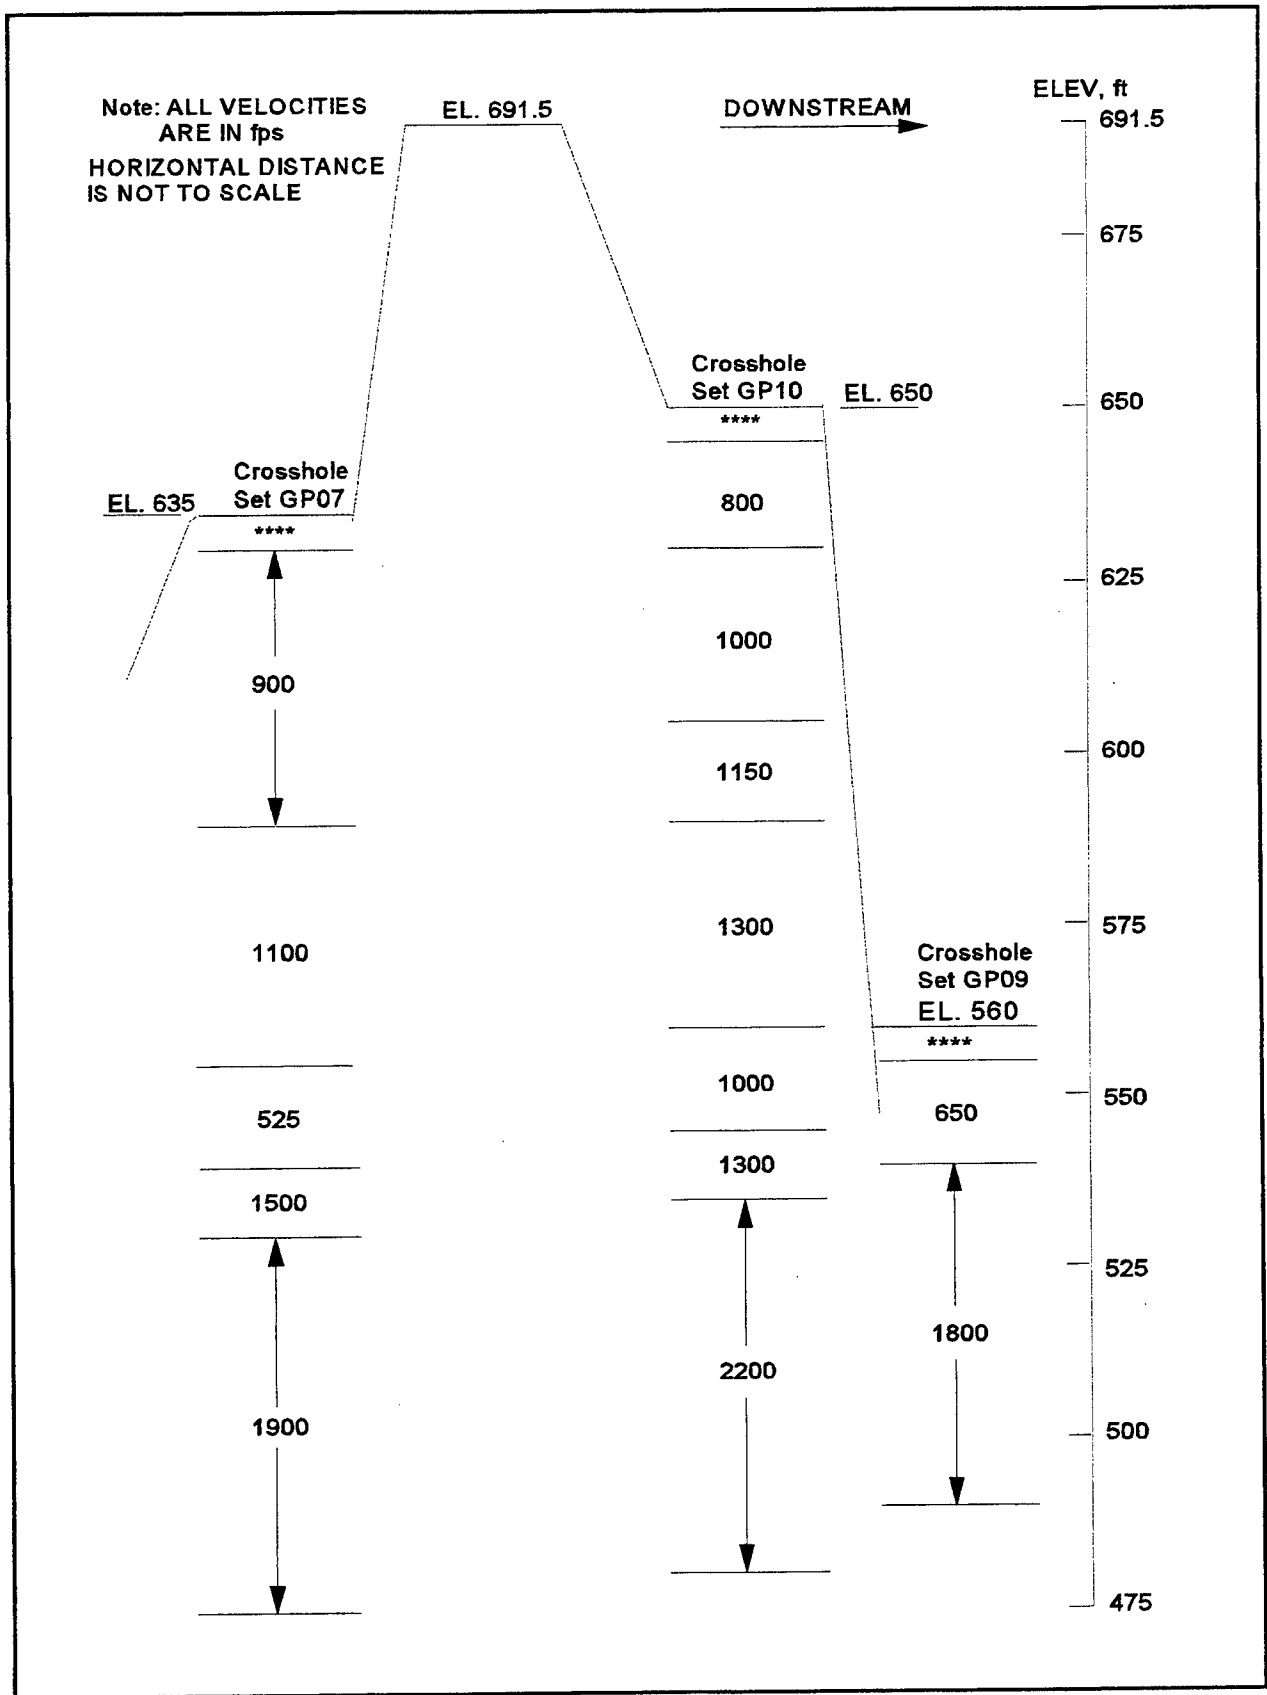 Note: ALL VELOCITIES
ARE IN fps
HORIZONTAL DISTANCE
IS NOT TO SCALE
EL. 691.5
DOWNSTREAM
ELEV, ft
691.5
675
650
625
600
575
550
525
500
475
EL. 635
Crosshole
Set GP07
****
900
1100
525
1500
1900
Crosshole
Set GP10
EL. 650
****
800
1000
1150
1300
1000
1300
2200
Crosshole
Set GP09
EL. 560
****
650
1800